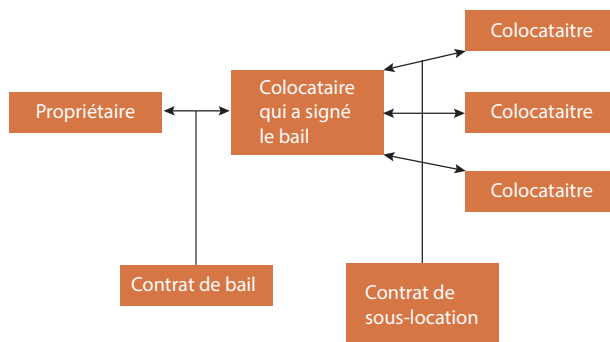 Colocataitre
Propriétaire
Colocataire
qui a signé
le bail
Colocataitre
Colocataitre
Contrat de bail
Contrat de
sous-location